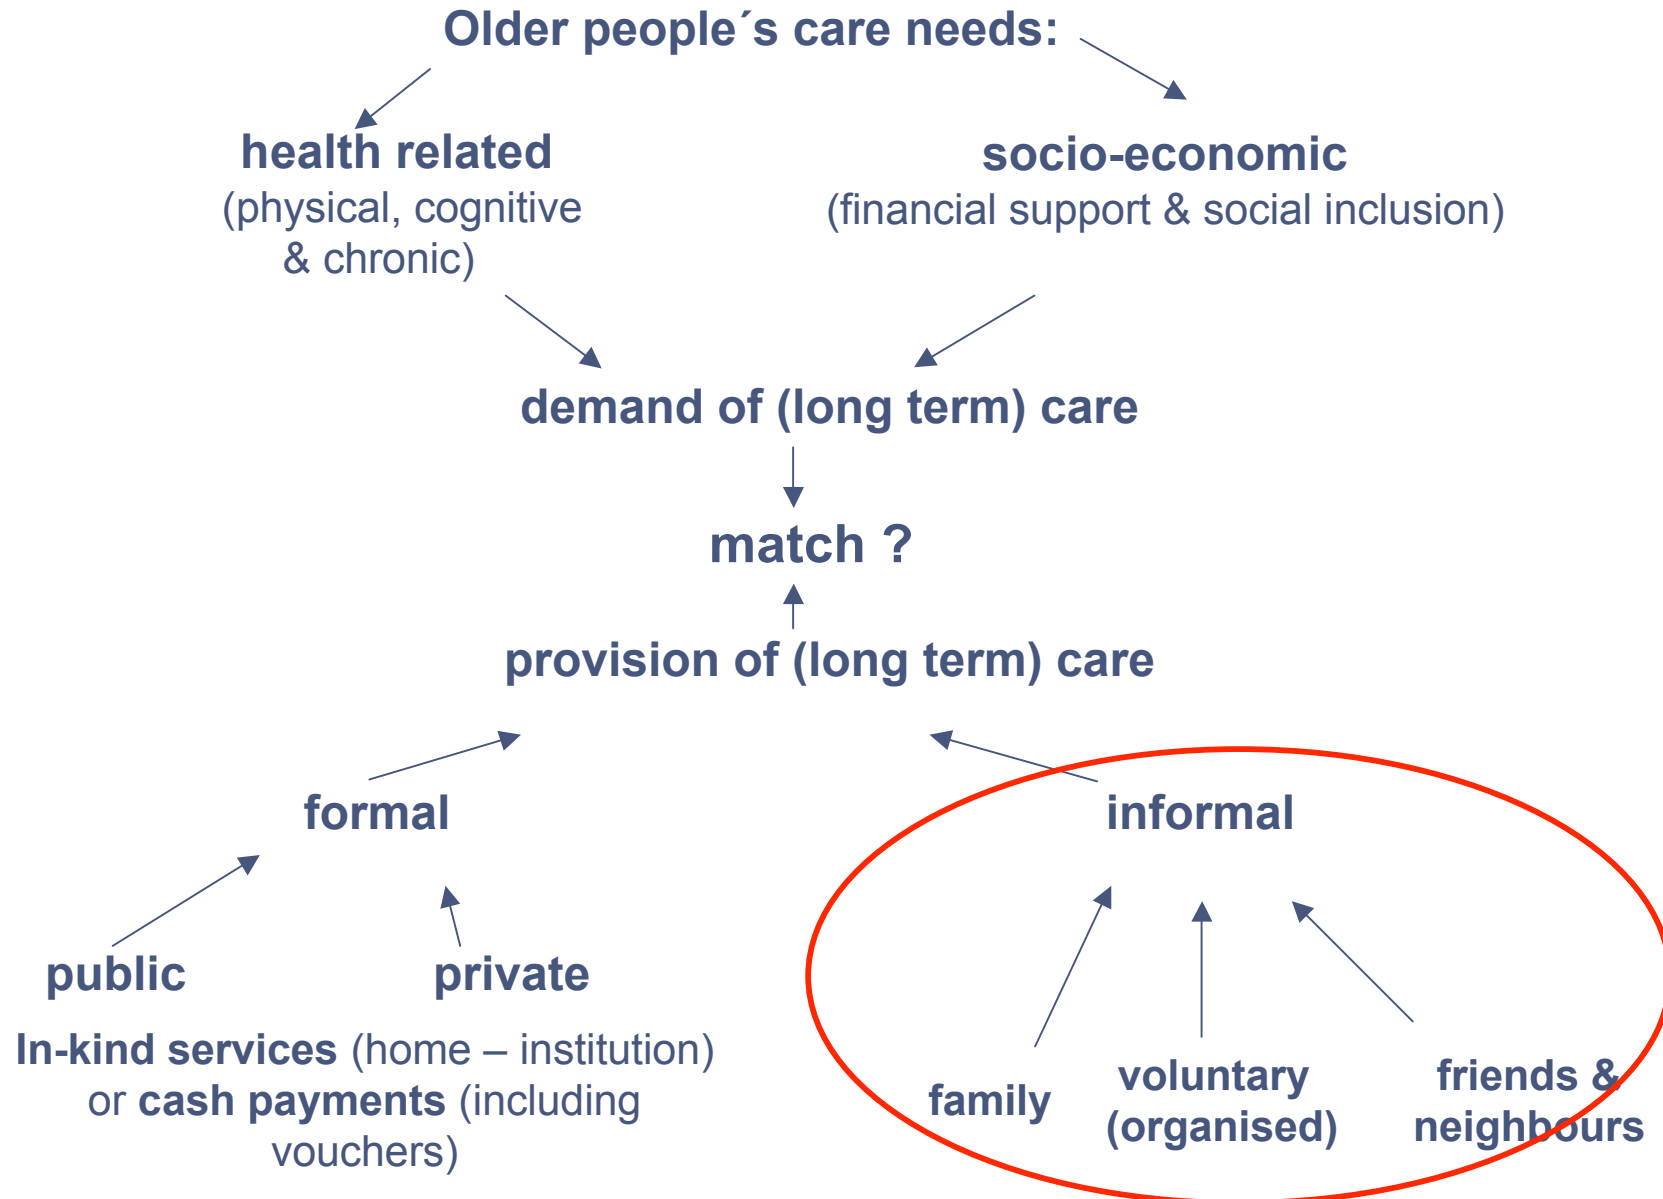 Older people´s care needs:
health related
(physical, cognitive
& chronic)
socio-economic
(financial support & social inclusion)
demand of (long term) care
match ?
provision of (long term) care
formal
informal
public
private
In-kind services (home – institution)
or cash payments (including
vouchers)
family
voluntary
(organised)
friends &
neighbours